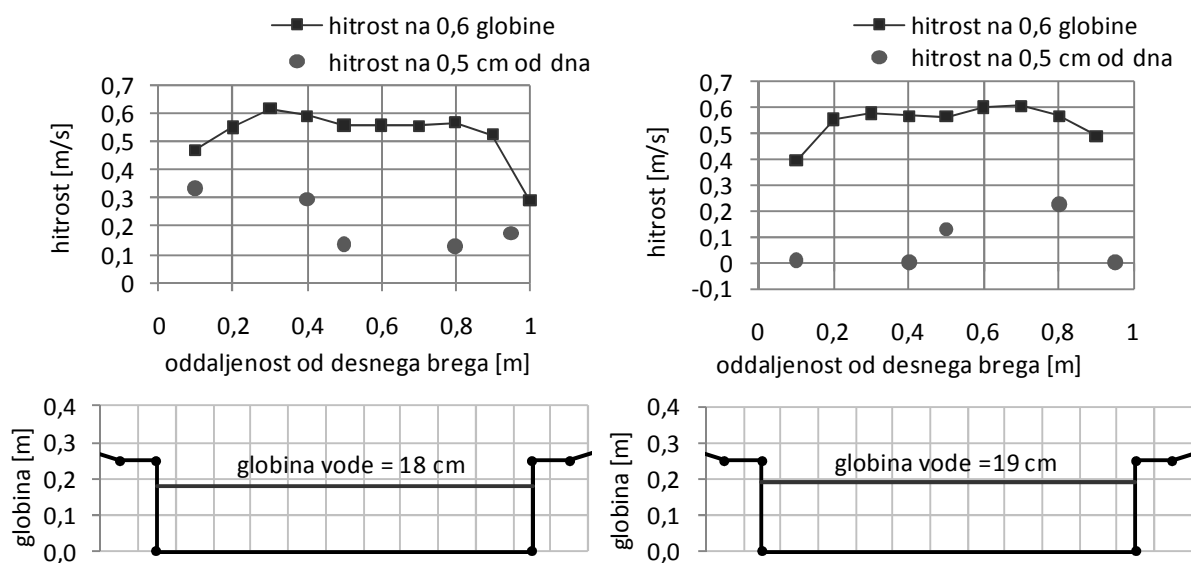 hitrost na 0,6 globine
hitrost na 0,5 cm od dna
0,7
0,6
0,5
0,4
0,3
0,2
0,1
0
hitrost [m/s]
0 0,2 0,4 0,6 0,8 1
oddaljenost od desnega brega [m]
0,4
0,3
0,2
0,1
0,0
globina [m]
globina vode = 18 cm
hitrost na 0,6 globine
hitrost na 0,5 cm od dna
0,7
0,6
0,5
0,4
0,3
0,2
0,1
0
-0,1
hitrost [m/s]
0 0,2 0,4 0,6 0,8 1
oddaljenost od desnega brega [m]
0,4
0,3
0,2
0,1
0,0
globina [m]
globina vode =19 cm